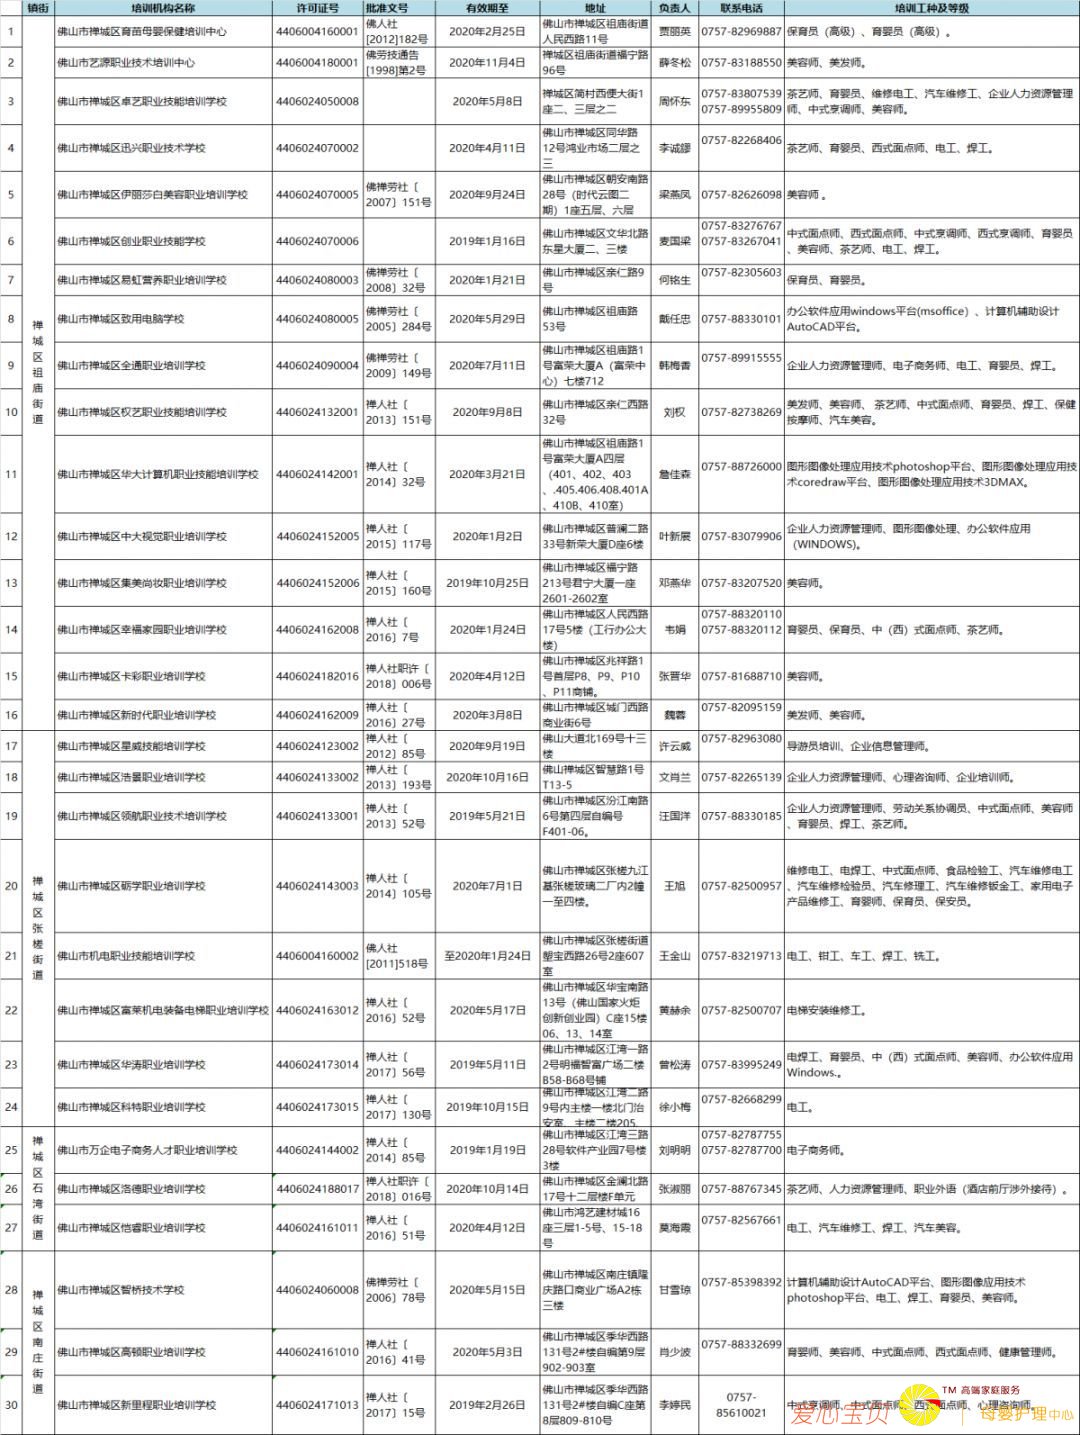 镇街 培训机构名称 许可证号 批准文号 有效期至 地址 负责人 联系电话 培训工种及等级
禅城区祖庙街道
1 佛山市禅城区育苗母婴保健培训中心 4406004160001 佛人社[2012]182号 2020年2月25日 佛山市禅城区祖庙街道人民西路11号 贾丽英 0757-82969887 保育员（高级）、育婴员（高级）。
2 佛山市艺源职业技术培训中心 4406004180001 佛劳技通告[1998]第2号 2020年11月4日 禅城区祖庙街道福宁路96号 薛冬松 0757-83188550 美容师、美发师。
3 佛山市禅城区卓艺职业技能培训学校 4406024050008 2020年5月8日 禅城区简村西便大街1座二、三层之二 周怀东 0757-83807539 0757-89955809 茶艺师、育婴员、维修电工、汽车维修工、企业人力资源管理师、中式烹调师、美容师。
4 佛山市禅城区迅兴职业技术学校 4406024070002 2020年4月11日 佛山市禅城区同华路12号鸿业市场二层之三 李诚鏐 0757-82268406 茶艺师、育婴员、西式面点师、电工、焊工。
5 佛山市禅城区伊丽莎白美容职业培训学校 4406024070005 佛禅劳社〔2007〕151号 2020年9月24日 佛山市禅城区朝安南路28号（时代云图二期）1座五层、六层 梁燕凤 0757-82626098 美容师 。
6 佛山市禅城区创业职业技能学校 4406024070006 2019年1月16日 佛山市禅城区文华北路东星大厦二、三楼 麦国梁 0757-83276767 0757-83267041 中式面点师、西式面点师、中式烹调师、西式烹调师、育婴员、美容师、茶艺师、电工、焊工。
7 佛山市禅城区易虹营养职业培训学校 4406024080003 佛禅劳社〔2008〕32号 2020年1月21日 佛山市禅城区亲仁路9号 何铭生 0757-82305603 保育员、育婴员。
8 佛山市禅城区致用电脑学校 4406024080005 佛禅劳社〔2005〕284号 2020年5月29日 佛山市禅城区祖庙路53号 戴任忠 0757-88330101 办公软件应用windows平台(msoffice）、计算机辅助设计AutoCAD平台。
9 佛山市禅城区全通职业培训学校 4406024090004 佛禅劳社〔2009〕149号 2020年7月11日 佛山市禅城区祖庙路1号富荣大厦A（富荣中心）七楼712 韩梅香 0757-89915555 企业人力资源管理师、电子商务师、电工、育婴员、焊工。
10 佛山市禅城区权艺职业技能培训学校 4406024132001 禅人社〔2013〕151号 2020年9月8日 佛山市禅城区亲仁西路32号 刘权 0757-82738269 美发师、美容师、 茶艺师、中式面点师、育婴员、焊工、保健按摩师、汽车美容。
11 佛山市禅城区华大计算机职业技能培训学校 4406024142001 禅人社〔2014〕32号 2020年3月21日 佛山市禅城区祖庙路1号富荣大厦A四层（401、402、403、.405.406.408.401A、410B、410室） 詹佳森 0757-88726000 图形图像处理应用技术photoshop平台、图形图像处理应用技术coredraw平台、图形图像处理应用技术3DMAX。
12 佛山市禅城区中大视觉职业培训学校 4406024152005 禅人社〔2015〕117号 2020年1月2日 佛山市禅城区普澜二路33号新荣大厦D座6楼 叶新展 0757-83079906 企业人力资源管理师、图形图像处理、办公软件应用（WINDOWS)。
13 佛山市禅城区集美尚妆职业培训学校 4406024152006 禅人社〔2015〕160号 2019年10月25日 佛山市禅城区福宁路213号君宁大厦一座2601-2602室 邓燕华 0757-83207520 美容师。
14 佛山市禅城区幸福家园职业培训学校 4406024162008 禅人社〔2016〕7号 2020年1月24日 佛山市禅城区人民西路17号5楼（工行办公大楼） 韦娟 0757-88320110 0757-88320112 育婴员、保育员、中（西）式面点师、茶艺师。
15 佛山市禅城区卡彩职业培训学校 4406024182016 禅人社职许〔2018〕006号 2020年4月12日 佛山市禅城区兆祥路1号首层P8、P9、P10、P11商铺。 张晋华 0757-81688710 美容师。
16 佛山市禅城区新时代职业培训学校 4406024162009 禅人社〔2016〕27号 2020年3月8日 佛山市禅城区城门西路商业街6号 魏蓉 0757-82095159 美发师、美容师。
禅城区张槎街道
17 佛山市禅城区星威技能培训学校 4406024123002 禅人社〔2012〕85号 2020年9月19日 佛山大道北169号十三楼 许云威 0757-82963080 导游员培训、企业信息管理师。
18 佛山市禅城区浩景职业培训学校 4406024133002 禅人社〔2013〕193号 2020年10月16日 佛山禅城区智慧路1号T13-5 文肖兰 0757-82265139 企业人力资源管理师、心理咨询师、企业培训师。
19 佛山市禅城区领航职业技术培训学校 4406024133001 禅人社〔2013〕52号 2019年5月21日 佛山市禅城区汾江南路6号第四层自编号F401-06。 汪国洋 0757-88330185 企业人力资源管理师、劳动关系协调员、中式面点师、美容师、育婴员、焊工、茶艺师。
20 佛山市禅城区砺学职业培训学校 4406024143003 禅人社〔2014〕105号 2020年7月1日 佛山市禅城区张槎九江基张槎玻璃二厂内2幢一至四楼。 王旭 0757-82500957 维修电工、电焊工、中式面点师、食品检验工、汽车维修电工、汽车维修检验员、汽车修理工、汽车维修钣金工、家用电子产品维修工、育婴师、保育员、保安员。
21 佛山市机电职业技能培训学校 4406004160002 佛人社[2011]518号 至2020年1月24日 佛山市禅城区张槎街道塱宝西路26号2座607室 王金山 0757-83219713 电工、钳工、车工、焊工、铣工。
22 佛山市禅城区富莱机电装备电梯职业培训学校 4406024163012 禅人社〔2016〕52号 2020年5月17日 佛山市禅城区华宝南路13号（佛山国家火炬创新创业园）C座15楼06、13、14室 黄赫余 0757-82500707 电梯安装维修工。
23 佛山市禅城区华涛职业培训学校 4406024173014 禅人社〔2017〕56号 2019年5月11日 佛山市禅城区江湾一路2号明福智富广场二楼B58-B68号铺 曾松涛 0757-83995249 电焊工、育婴员、中（西）式面点师、美容师、办公软件应用Windows.。
24 佛山市禅城区科特职业培训学校 4406024173015 禅人社〔2017〕130号 2019年10月15日 佛山市禅城区江湾二路9号内主楼一楼北门治安室、主楼二楼205、 徐小梅 0757-82668299 电工。
禅城区石湾街道
25 佛山市万企电子商务人才职业培训学校 4406024144002 禅人社〔2014〕85号 2019年1月19日 佛山市禅城区江湾三路28号软件产业园7号楼3楼 刘明明 0757-82787755 0757-82787700 电子商务师。
26 佛山市禅城区洛德职业培训学校 4406024188017 禅人社职许〔2018〕016号 2020年10月14日 佛山市禅城区金澜北路17号十二层楼F单元 张淑丽 0757-88767345 茶艺师、人力资源管理师、职业外语（酒店前厅涉外接待）。
27 佛山市禅城区恺睿职业培训学校 4406024161011 禅人社〔2016〕51号 2020年4月12日 佛山市鸿艺建材城16座三层1-5号、15-18号 莫海霞 0757-82567661 电工、汽车维修工、焊工、汽车美容。
禅城区南庄街道
28 佛山市禅城区智桥技术学校 4406024060008 佛禅劳社〔2006〕78号 2020年5月15日 佛山市禅城区南庄镇隆庆路口商业广场A2栋三楼 甘雪琼 0757-85398392 计算机辅助设计AutoCAD平台、图形图像应用技术photoshop平台、电工、焊工、育婴员、美容师。
29 佛山市禅城区高顿职业培训学校 4406024161010 禅人社〔2016〕41号 2020年5月3日 佛山市禅城区季华西路131号2#楼自编第9层902-903室 肖少波 0757-88332699 育婴师、美容师、中式面点师、西式面点师、健康管理师。
30 佛山市禅城区新里程职业培训学校 4406024171013 禅人社〔2017〕15号 2019年2月26日 佛山市禅城区季华西路131号2#楼自编C座第8层809-810号 李婷民 0757-85610021 中式烹调师、中式面点师、西式面点师、心理咨询师。
爱心宝贝 TM 高端家庭服务 母婴护理中心